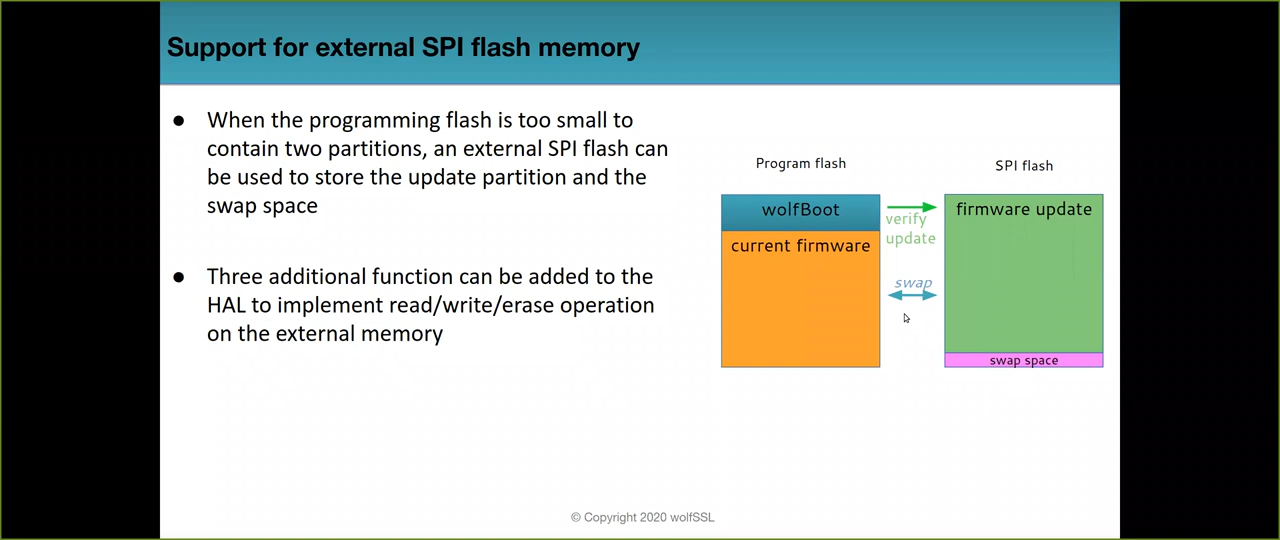 Support for external SPI flash memory
● When the programming flash is too small to
contain two partitions, an external SPI flash can
be used to store the update partition and the
swap space
● Three additional function can be added to the
HAL to implement read/write/erase operation
on the external memory
Program flash
SPI flash
wolfBoot
current firmware
verify
update
swap
firmware update
swap space
© Copyright 2020 wolfSSL